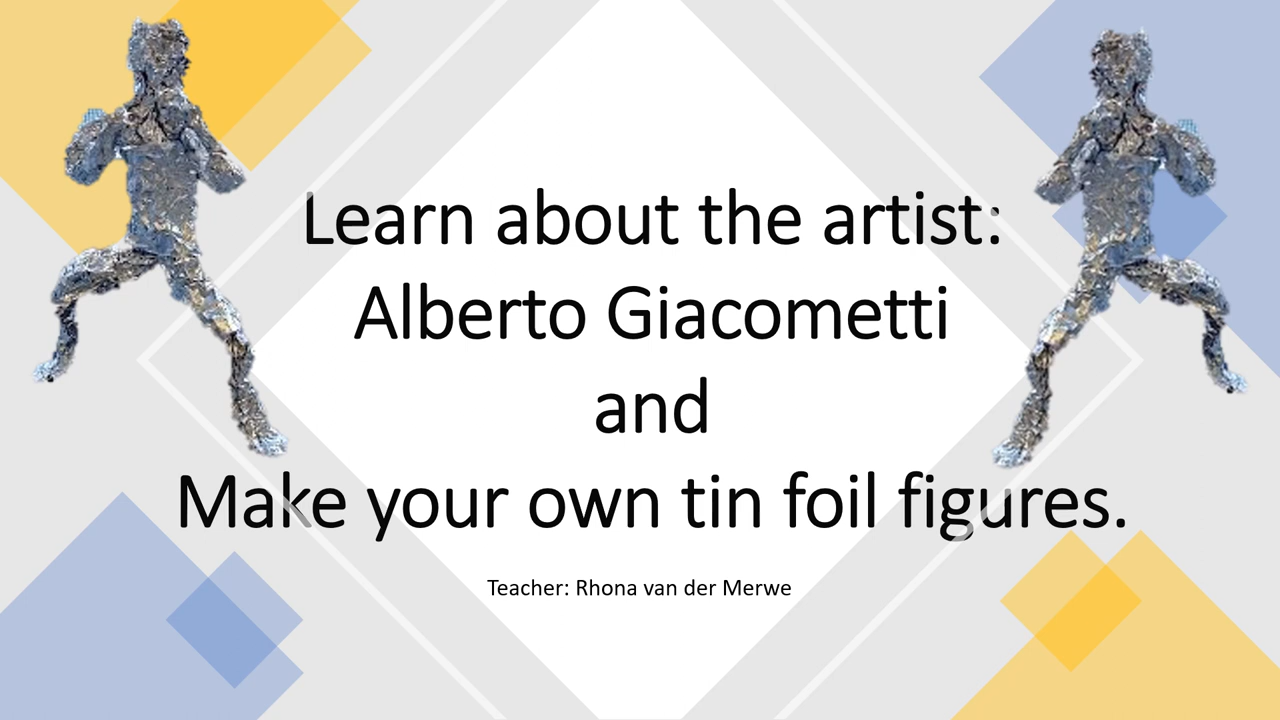 Learn about the artist:
Alberto Giacometti
and
Make your own tin foil figures.
Teacher: Rhona van der Merwe